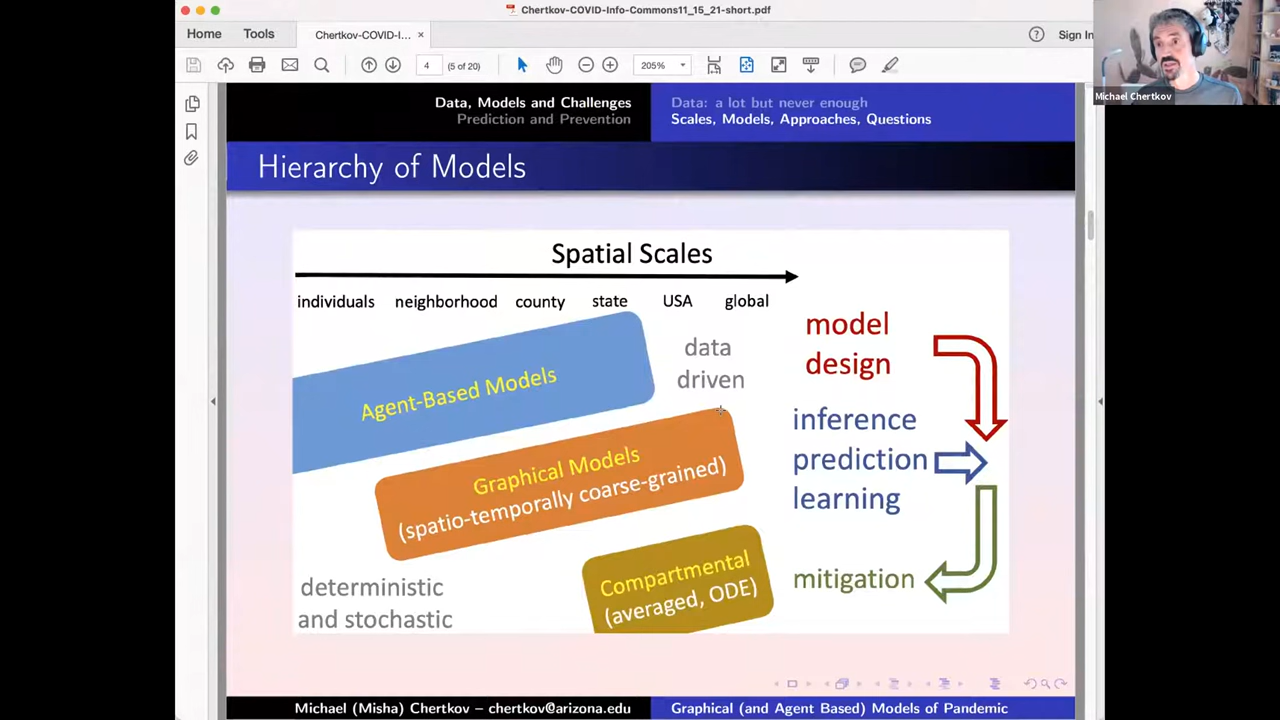 Chertkov-COVID-Info-Commons11_15_21-short.pdf
Home
Tools
Chertkov-COVID-I...
×
?
Sign In
4
(5 of 20)
205%
Michael Chertkov
Data, Models and Challenges
Prediction and Prevention
Data: a lot but never enough
Scales, Models, Approaches, Questions
Hierarchy of Models
Spatial Scales
individuals neighborhood county state USA global
Agent-Based Models
data
driven
Graphical Models
(spatio-temporally coarse-grained)
Compartmental
(averaged, ODE)
deterministic
and stochastic
model
design
inference
prediction
learning
mitigation
Michael (Misha) Chertkov – chertkov@arizona.edu
Graphical (and Agent Based) Models of Pandemic